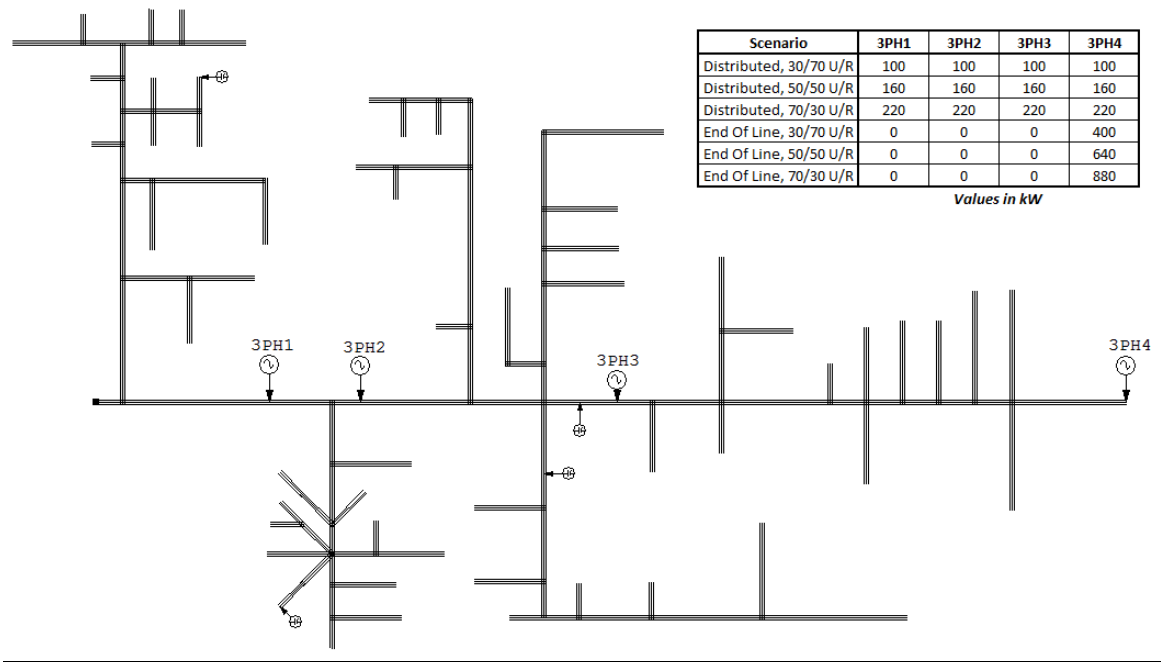 Scenario 3PH1 3PH2 3PH3 3PH4
Distributed, 30/70 U/R 100 100 100 100
Distributed, 50/50 U/R 160 160 160 160
Distributed, 70/30 U/R 220 220 220 220
End Of Line, 30/70 U/R 0 0 0 400
End Of Line, 50/50 U/R 0 0 0 640
End Of Line, 70/30 U/R 0 0 0 880
Values in kW
3PH1
3PH2
3PH3
3PH4